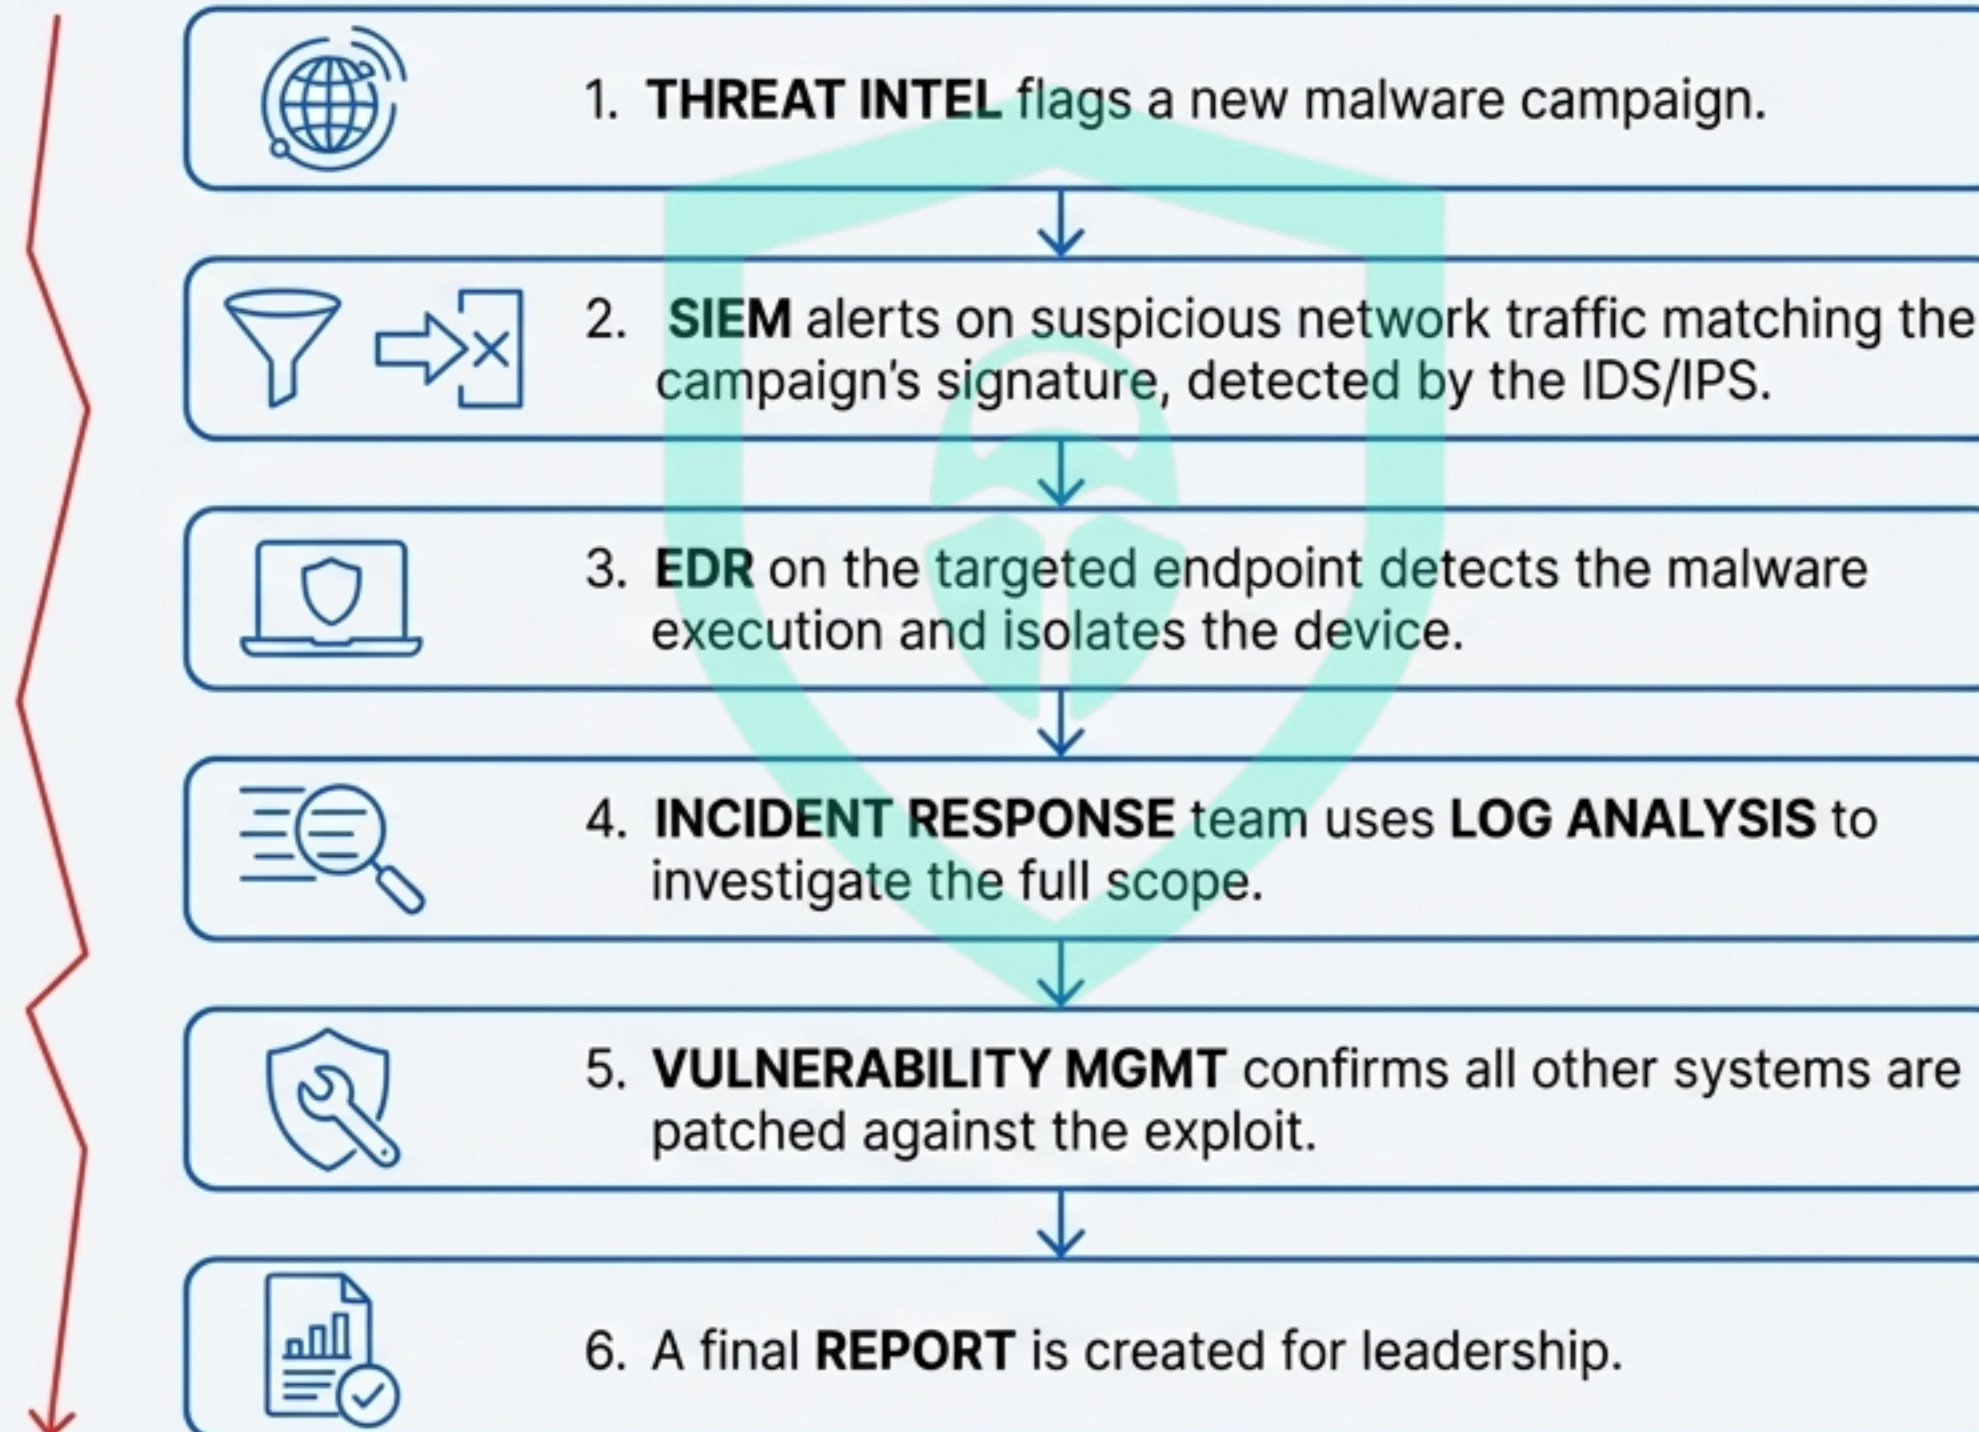 1. THREAT INTEL flags a new malware campaign.
2. SIEM alerts on suspicious network traffic matching the
campaign's signature, detected by the IDS/IPS.
3. EDR on the targeted endpoint detects the malware
execution and isolates the device.
4. INCIDENT RESPONSE team uses LOG ANALYSIS to
investigate the full scope.
5. VULNERABILITY MGMT confirms all other systems are
patched against the exploit.
6. A final REPORT is created for leadership.